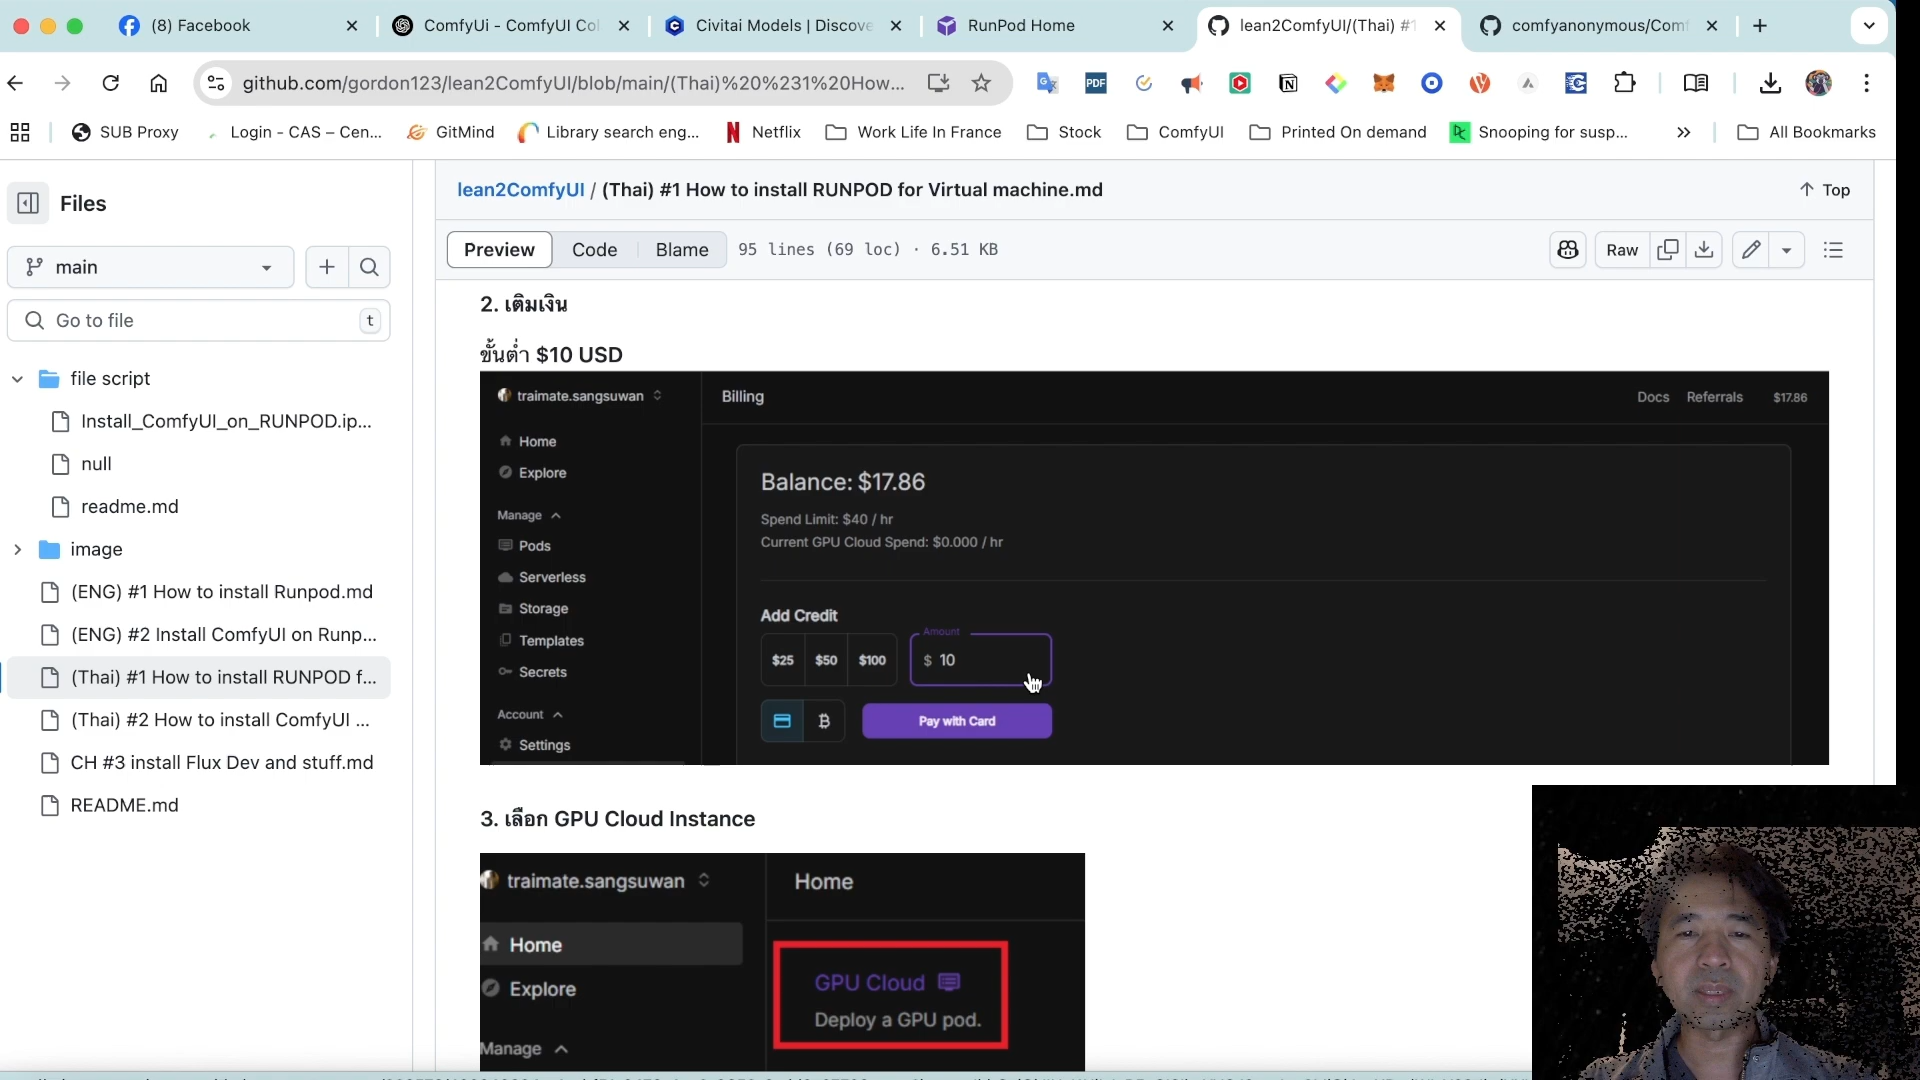 (8) Facebook
ComfyUi - ComfyUI Co
Civitai Models | Discove
RunPod Home
lean2ComfyUI/(Thai) #1
comfyanonymous/Com
github.com/gordon123/lean2ComfyUI/blob/main/(Thai)%20%231%20How...
SUB Proxy
Login - CAS – Cen...
GitMind
Library search eng...
Netflix
Work Life In France
Stock
ComfyUI
Printed On demand
Snooping for susp...
All Bookmarks
Files
main
Go to file
t
file script
Install_ComfyUI_on_RUNPOD.ip...
null
readme.md
image
(ENG) #1 How to install Runpod.md
(ENG) #2 Install ComfyUI on Runp...
(Thai) #1 How to install RUNPOD f...
(Thai) #2 How to install ComfyUI ...
CH #3 install Flux Dev and stuff.md
README.md
lean2ComfyUI / (Thai) #1 How to install RUNPOD for Virtual machine.md
Top
Preview
Code
Blame
95 lines (69 loc) · 6.51 KB
Raw
2. เติมเงิน
ขั้นต่ำ $10 USD
traimate.sangsuwan
Billing
Docs
Referrals
$17.86
Home
Explore
Manage
Pods
Serverless
Storage
Templates
Secrets
Account
Settings
Balance: $17.86
Spend Limit: $40 / hr
Current GPU Cloud Spend: $0.000 / hr
Add Credit
$25
$50
$100
Amount
$ 10
Pay with Card
3. เลือก GPU Cloud Instance
traimate.sangsuwan
Home
Home
Explore
Manage
GPU Cloud
Deploy a GPU pod.